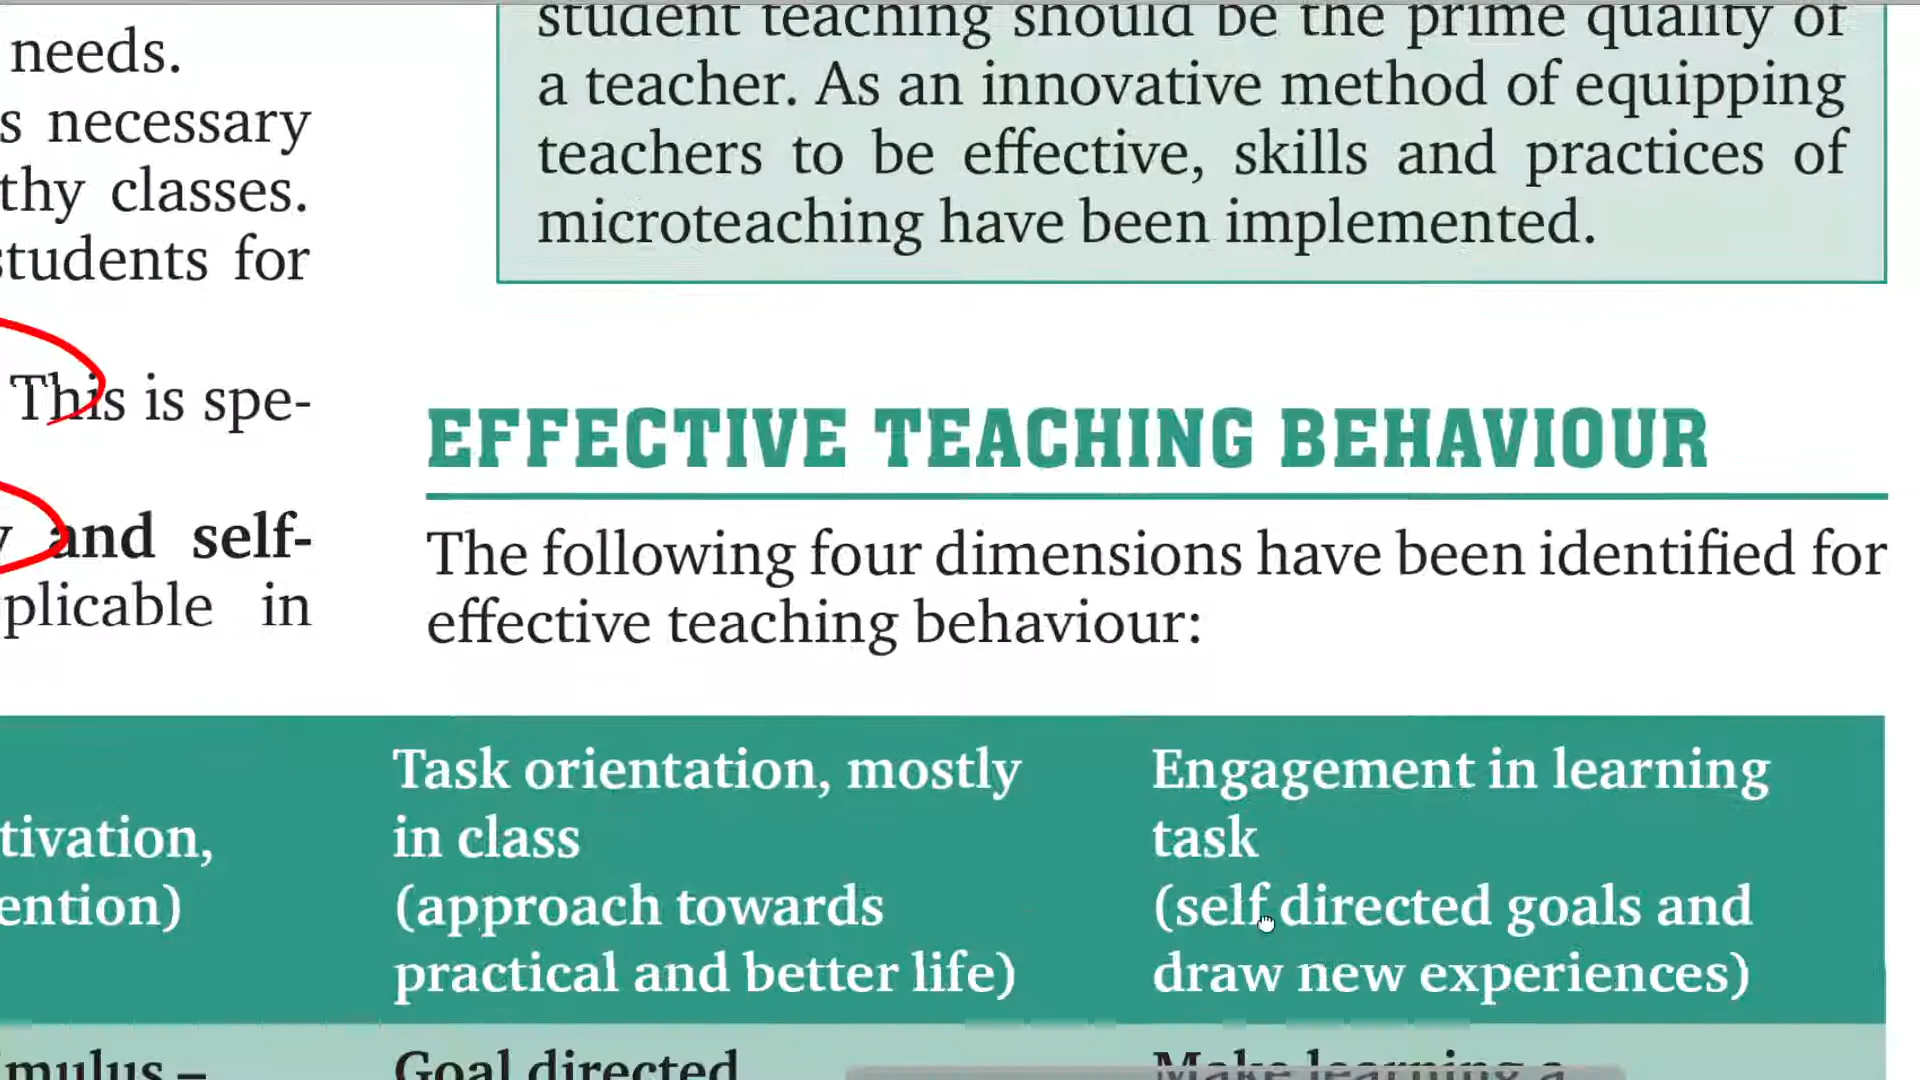 needs.
s necessary
thy classes.
students for
This is spe-
and self-
plicable in
student teaching should be the prime quality of
a teacher. As an innovative method of equipping
teachers to be effective, skills and practices of
microteaching have been implemented.
EFFECTIVE TEACHING BEHAVIOUR
The following four dimensions have been identified for
effective teaching behaviour:
tivation,
ention)
Task orientation, mostly
in class
(approach towards
practical and better life)
Engagement in learning
task
(self directed goals and
draw new experiences)
mulus –
Goal directed
Make learning a